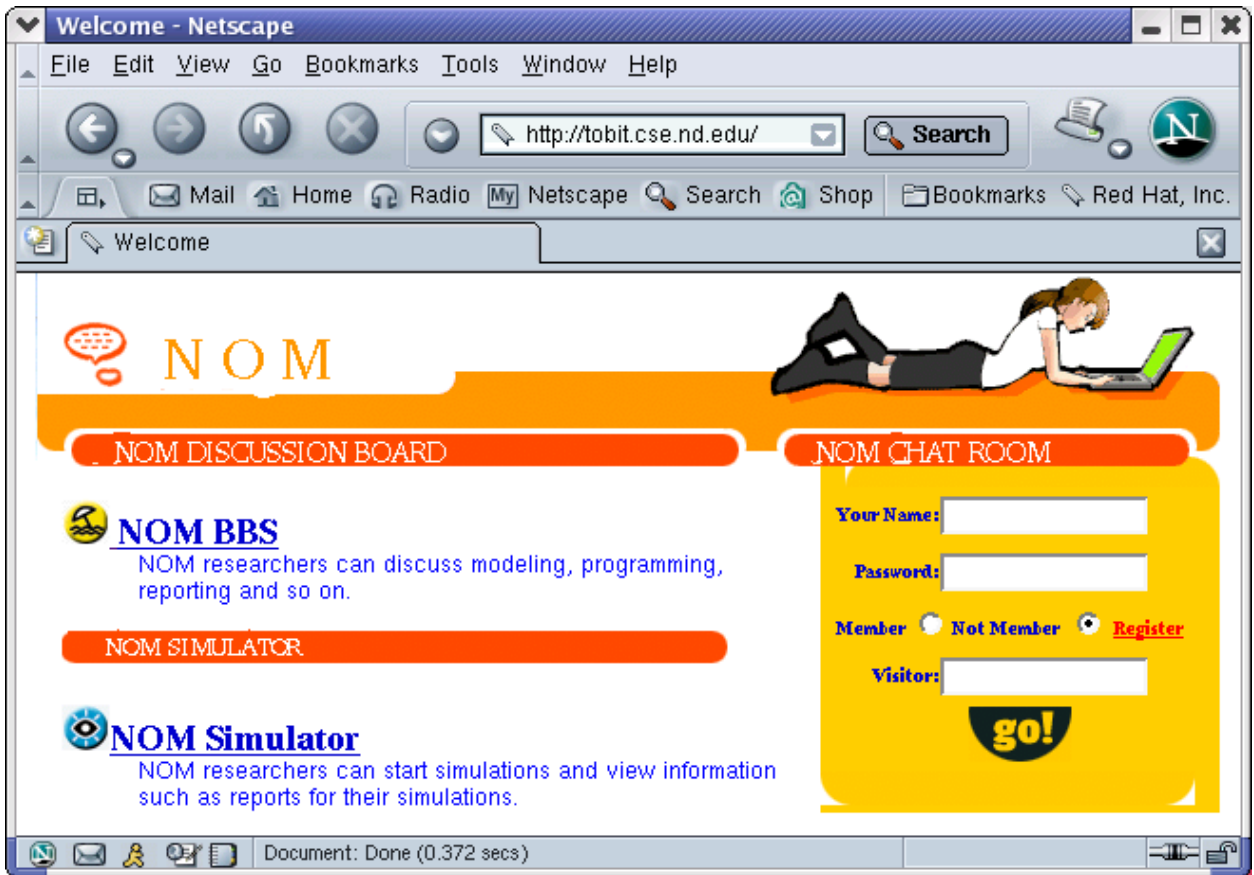 Welcome - Netscape
File Edit View Go Bookmarks Tools Window Help
http://tobit.cse.nd.edu/ Search N
Mail Home Radio My Netscape Search Shop Bookmarks Red Hat, Inc.
Welcome
NOM
NOM DISCUSSION BOARD
NOM BBS
NOM researchers can discuss modeling, programming,
reporting and so on.
NOM SIMULATOR
NOM Simulator
NOM researchers can start simulations and view information
such as reports for their simulations.
NOM CHAT ROOM
Your Name:
Password:
Member Not Member Register
Visitor:
go!
N Document: Done (0.372 secs)